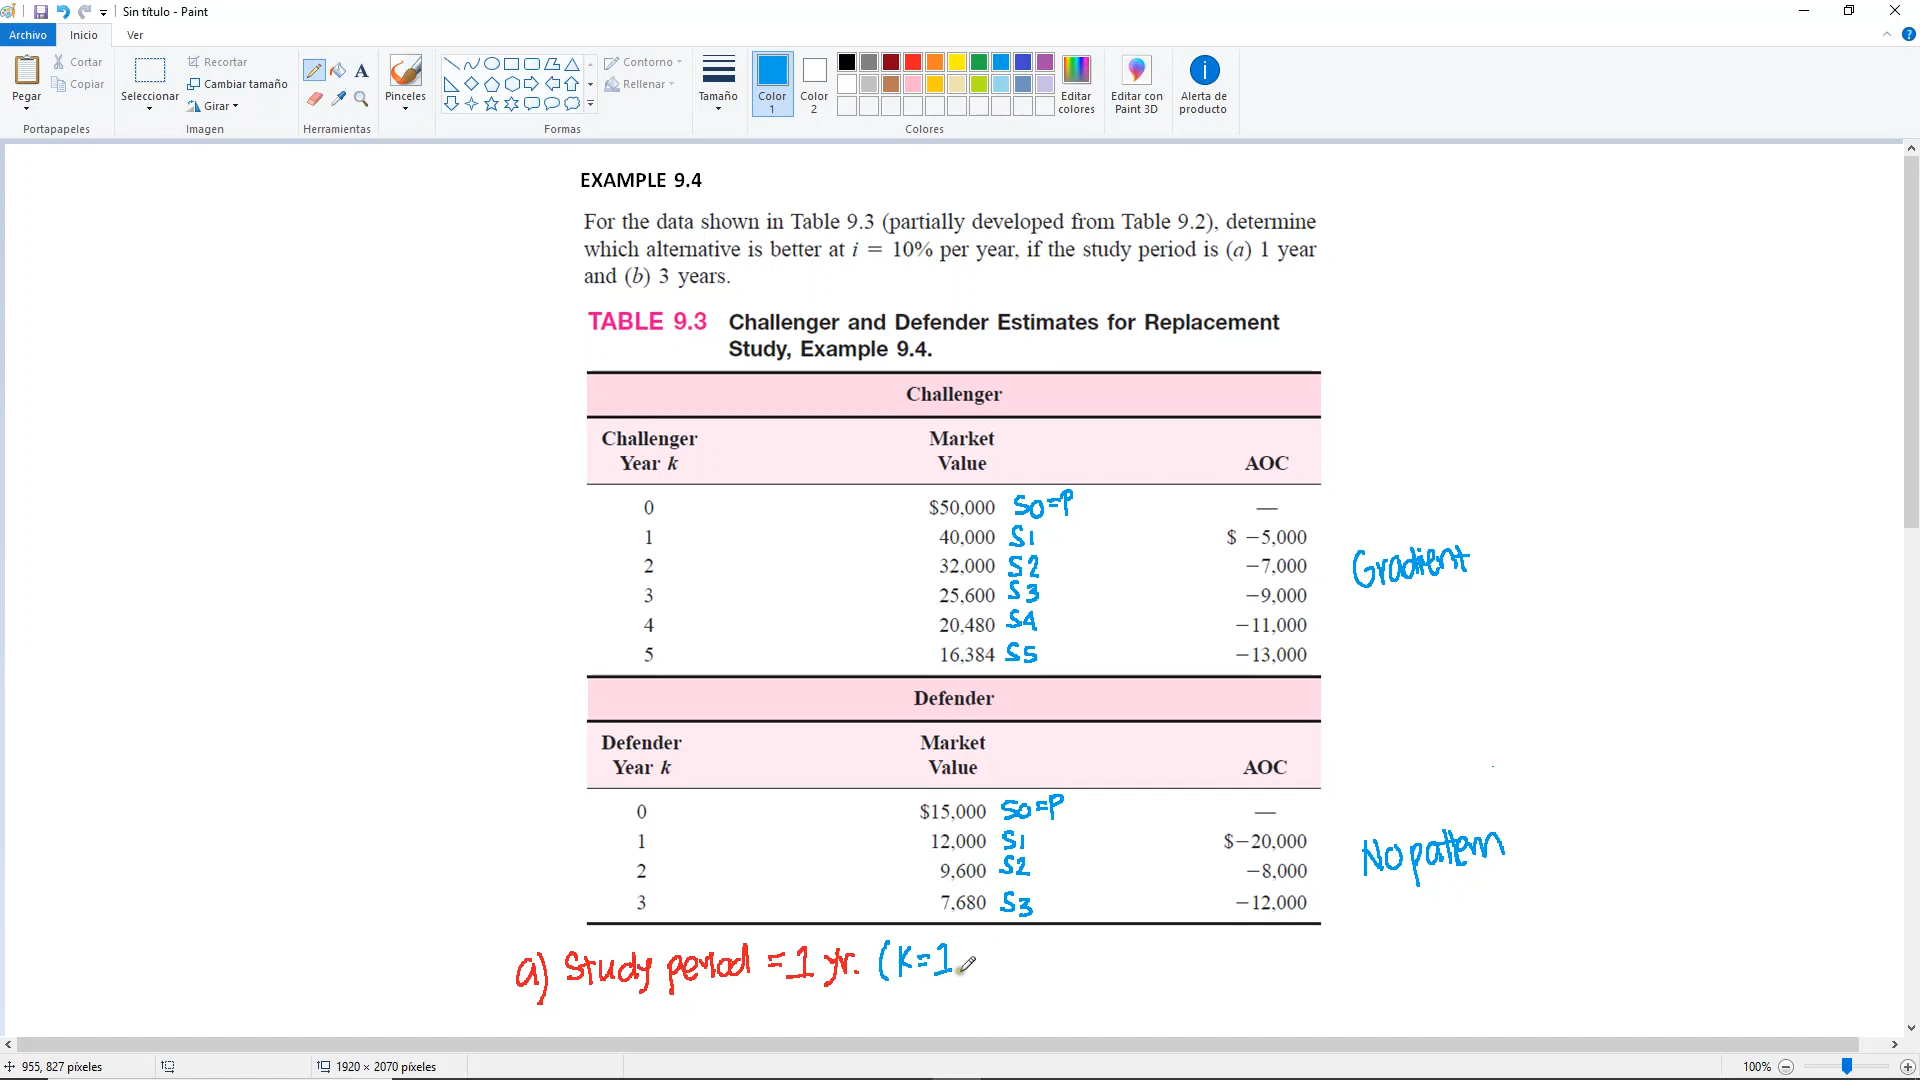 Sin título - Paint
Archivo Inicio Ver
Pegar Cortar Copiar Portapapeles
Seleccionar Recortar Cambiar tamaño Girar Imagen
A Herramientas
Pinceles
Contorno Rellenar Formas
Tamaño
Color 1 Color 2 Editar colores Colores
Editar con Paint 3D
Alerta de producto
EXAMPLE 9.4
For the data shown in Table 9.3 (partially developed from Table 9.2), determine
which alternative is better at i = 10% per year, if the study period is (a) 1 year
and (b) 3 years.
TABLE 9.3 Challenger and Defender Estimates for Replacement
Study, Example 9.4.
Challenger
Challenger Market
Year k Value AOC
0 $50,000 S0=P —
1 40,000 S1 $ −5,000
2 32,000 S2 −7,000 Gradient
3 25,600 S3 −9,000
4 20,480 S4 −11,000
5 16,384 S5 −13,000
Defender
Defender Market
Year k Value AOC
0 $15,000 S0=P —
1 12,000 S1 $−20,000 No pattern
2 9,600 S2 −8,000
3 7,680 S3 −12,000
a) Study period = 1 yr. (K=1
955, 827 píxeles 1920 × 2070 píxeles 100%